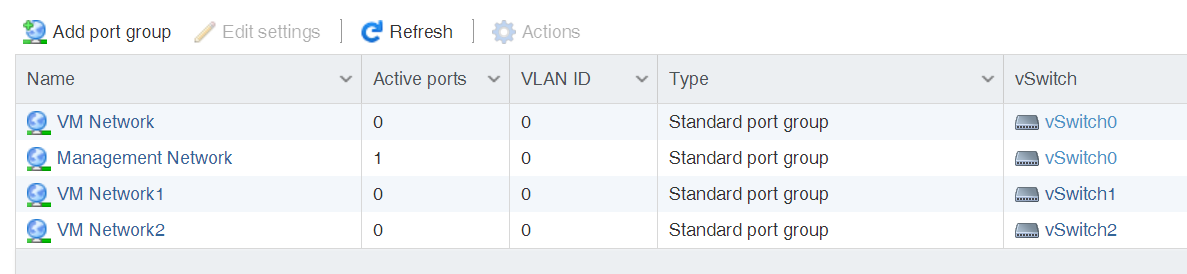 Add port group Edit settings Refresh Actions
Name Active ports VLAN ID Type vSwitch
VM Network 0 0 Standard port group vSwitch0
Management Network 1 0 Standard port group vSwitch0
VM Network1 0 0 Standard port group vSwitch1
VM Network2 0 0 Standard port group vSwitch2